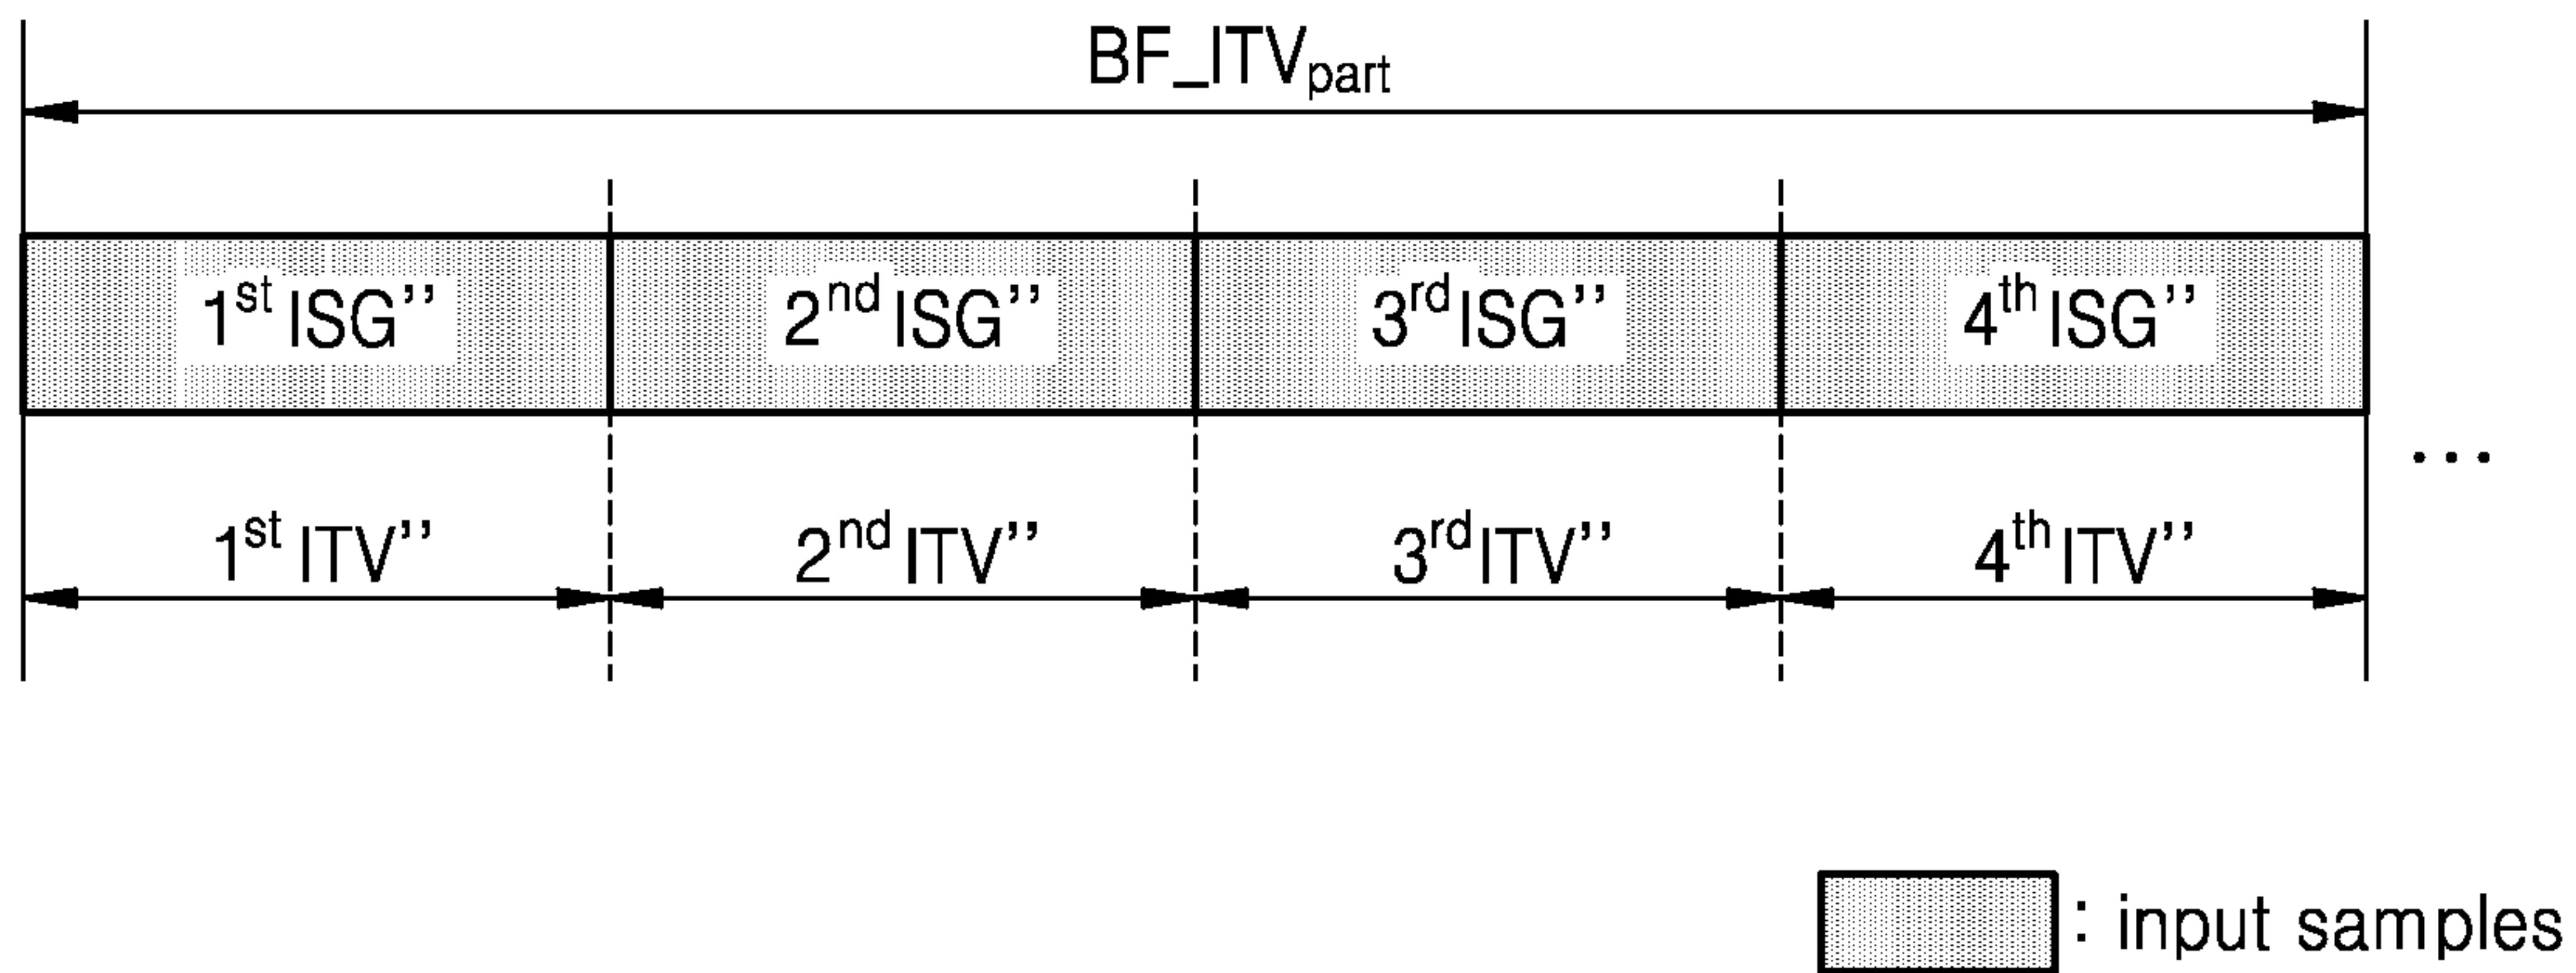 BF_ITVpart
1st ISG’’ 2nd ISG’’ 3rd ISG’’ 4th ISG’’
...
1st ITV’’ 2nd ITV’’ 3rd ITV’’ 4th ITV’’
: input samples